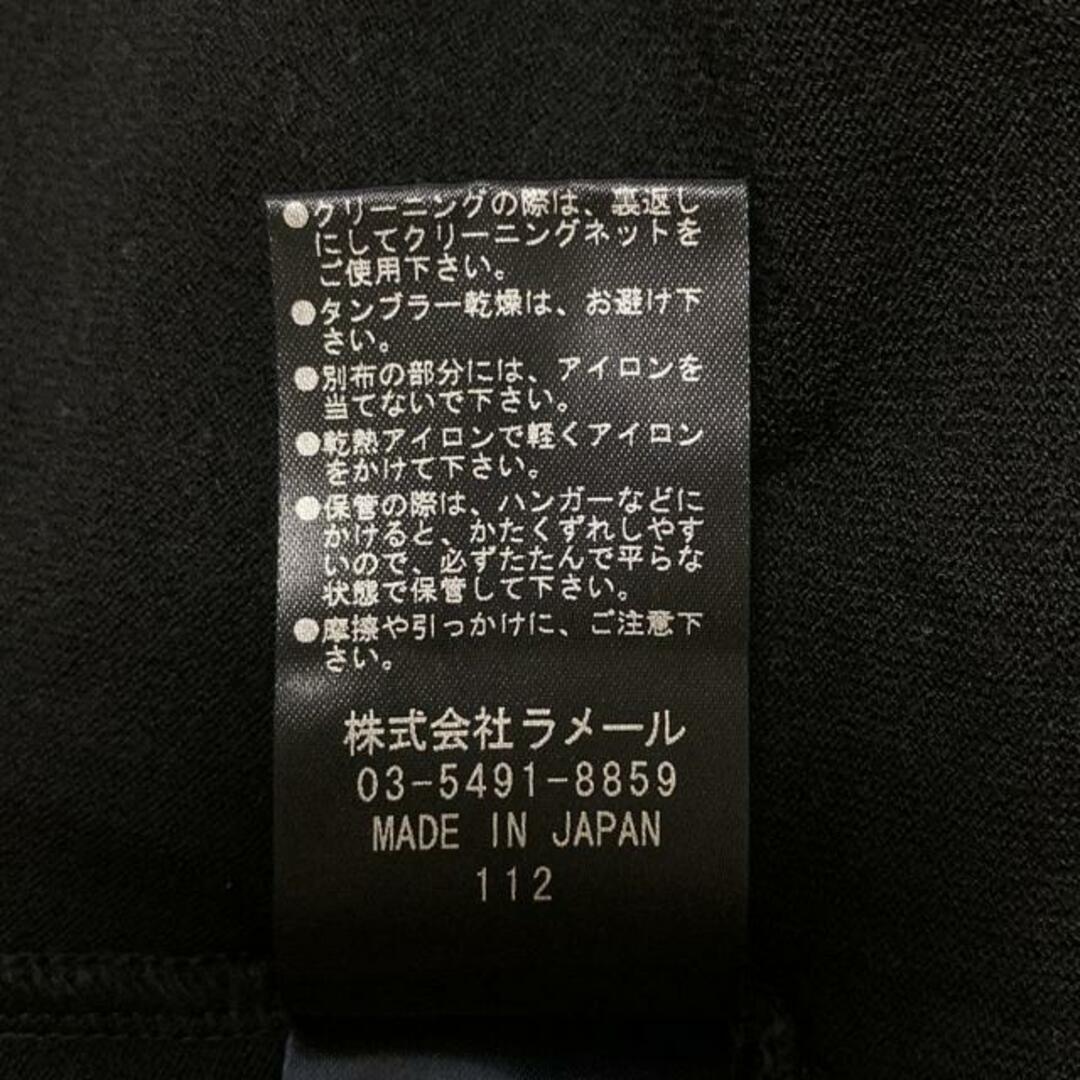 ●クリーニングの際は、裏返し
にしてクリーニングネットを
ご使用下さい。
●タンブラー乾燥は、お避け下
さい。
●別布の部分には、アイロンを
当てないで下さい。
●乾熱アイロンで軽くアイロン
をかけて下さい。
●保管の際は、ハンガーなどに
かけると、かたくずれしやす
いので、必ずたたんで平らな
状態で保管して下さい。
●摩擦や引っかけに、ご注意下
さい。
株式会社ラメール
03-5491-8859
MADE IN JAPAN
112